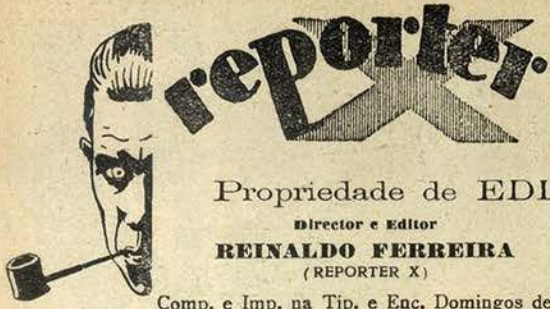 reporter X
Propriedade de EDI
Director e Editor
REINALDO FERREIRA
(REPORTER X)
Comp. e Imp. na Tip. e Enc. Domingos de